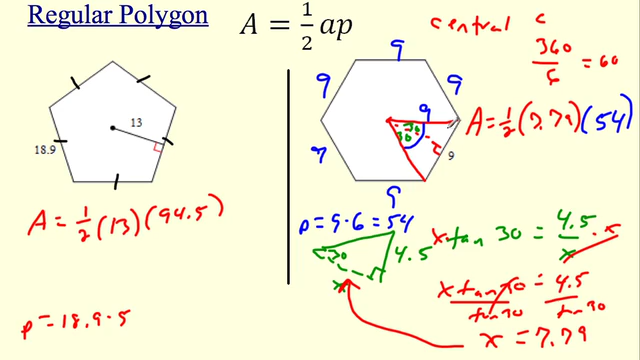 Regular Polygon
A = 1/2 ap
13
18.9
A = 1/2 (13)(94.5)
p = 18.9 · 5
central
360/6 = 60
9
9
9
9
30
30
9
9
9
A = 1/2 (7.79)(54)
p = 9 · 6 = 54
30
4.5
x
x · tan 30 = 4.5/x · x
x tan 30 / tan 30 = 4.5 / tan 30
x = 7.79